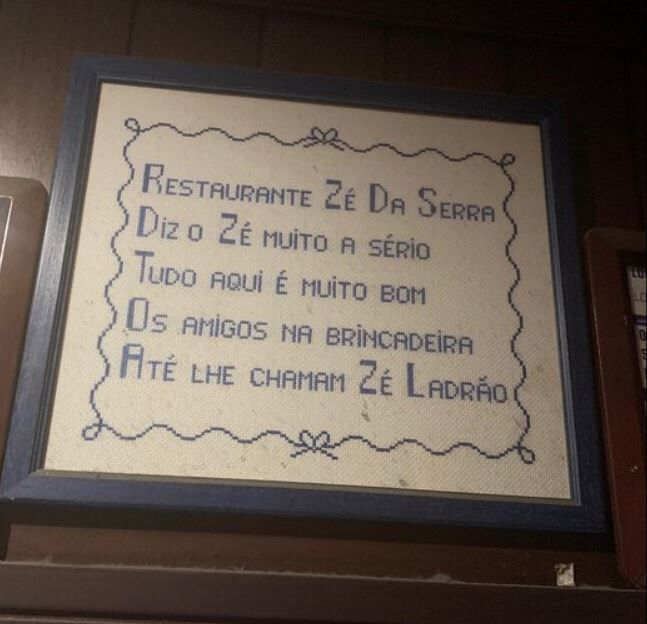 Restaurante Zé Da Serra
Diz o Zé muito a sério
Tudo aqui é muito bom
Os amigos na brincadeira
Até lhe chamam Zé Ladrão